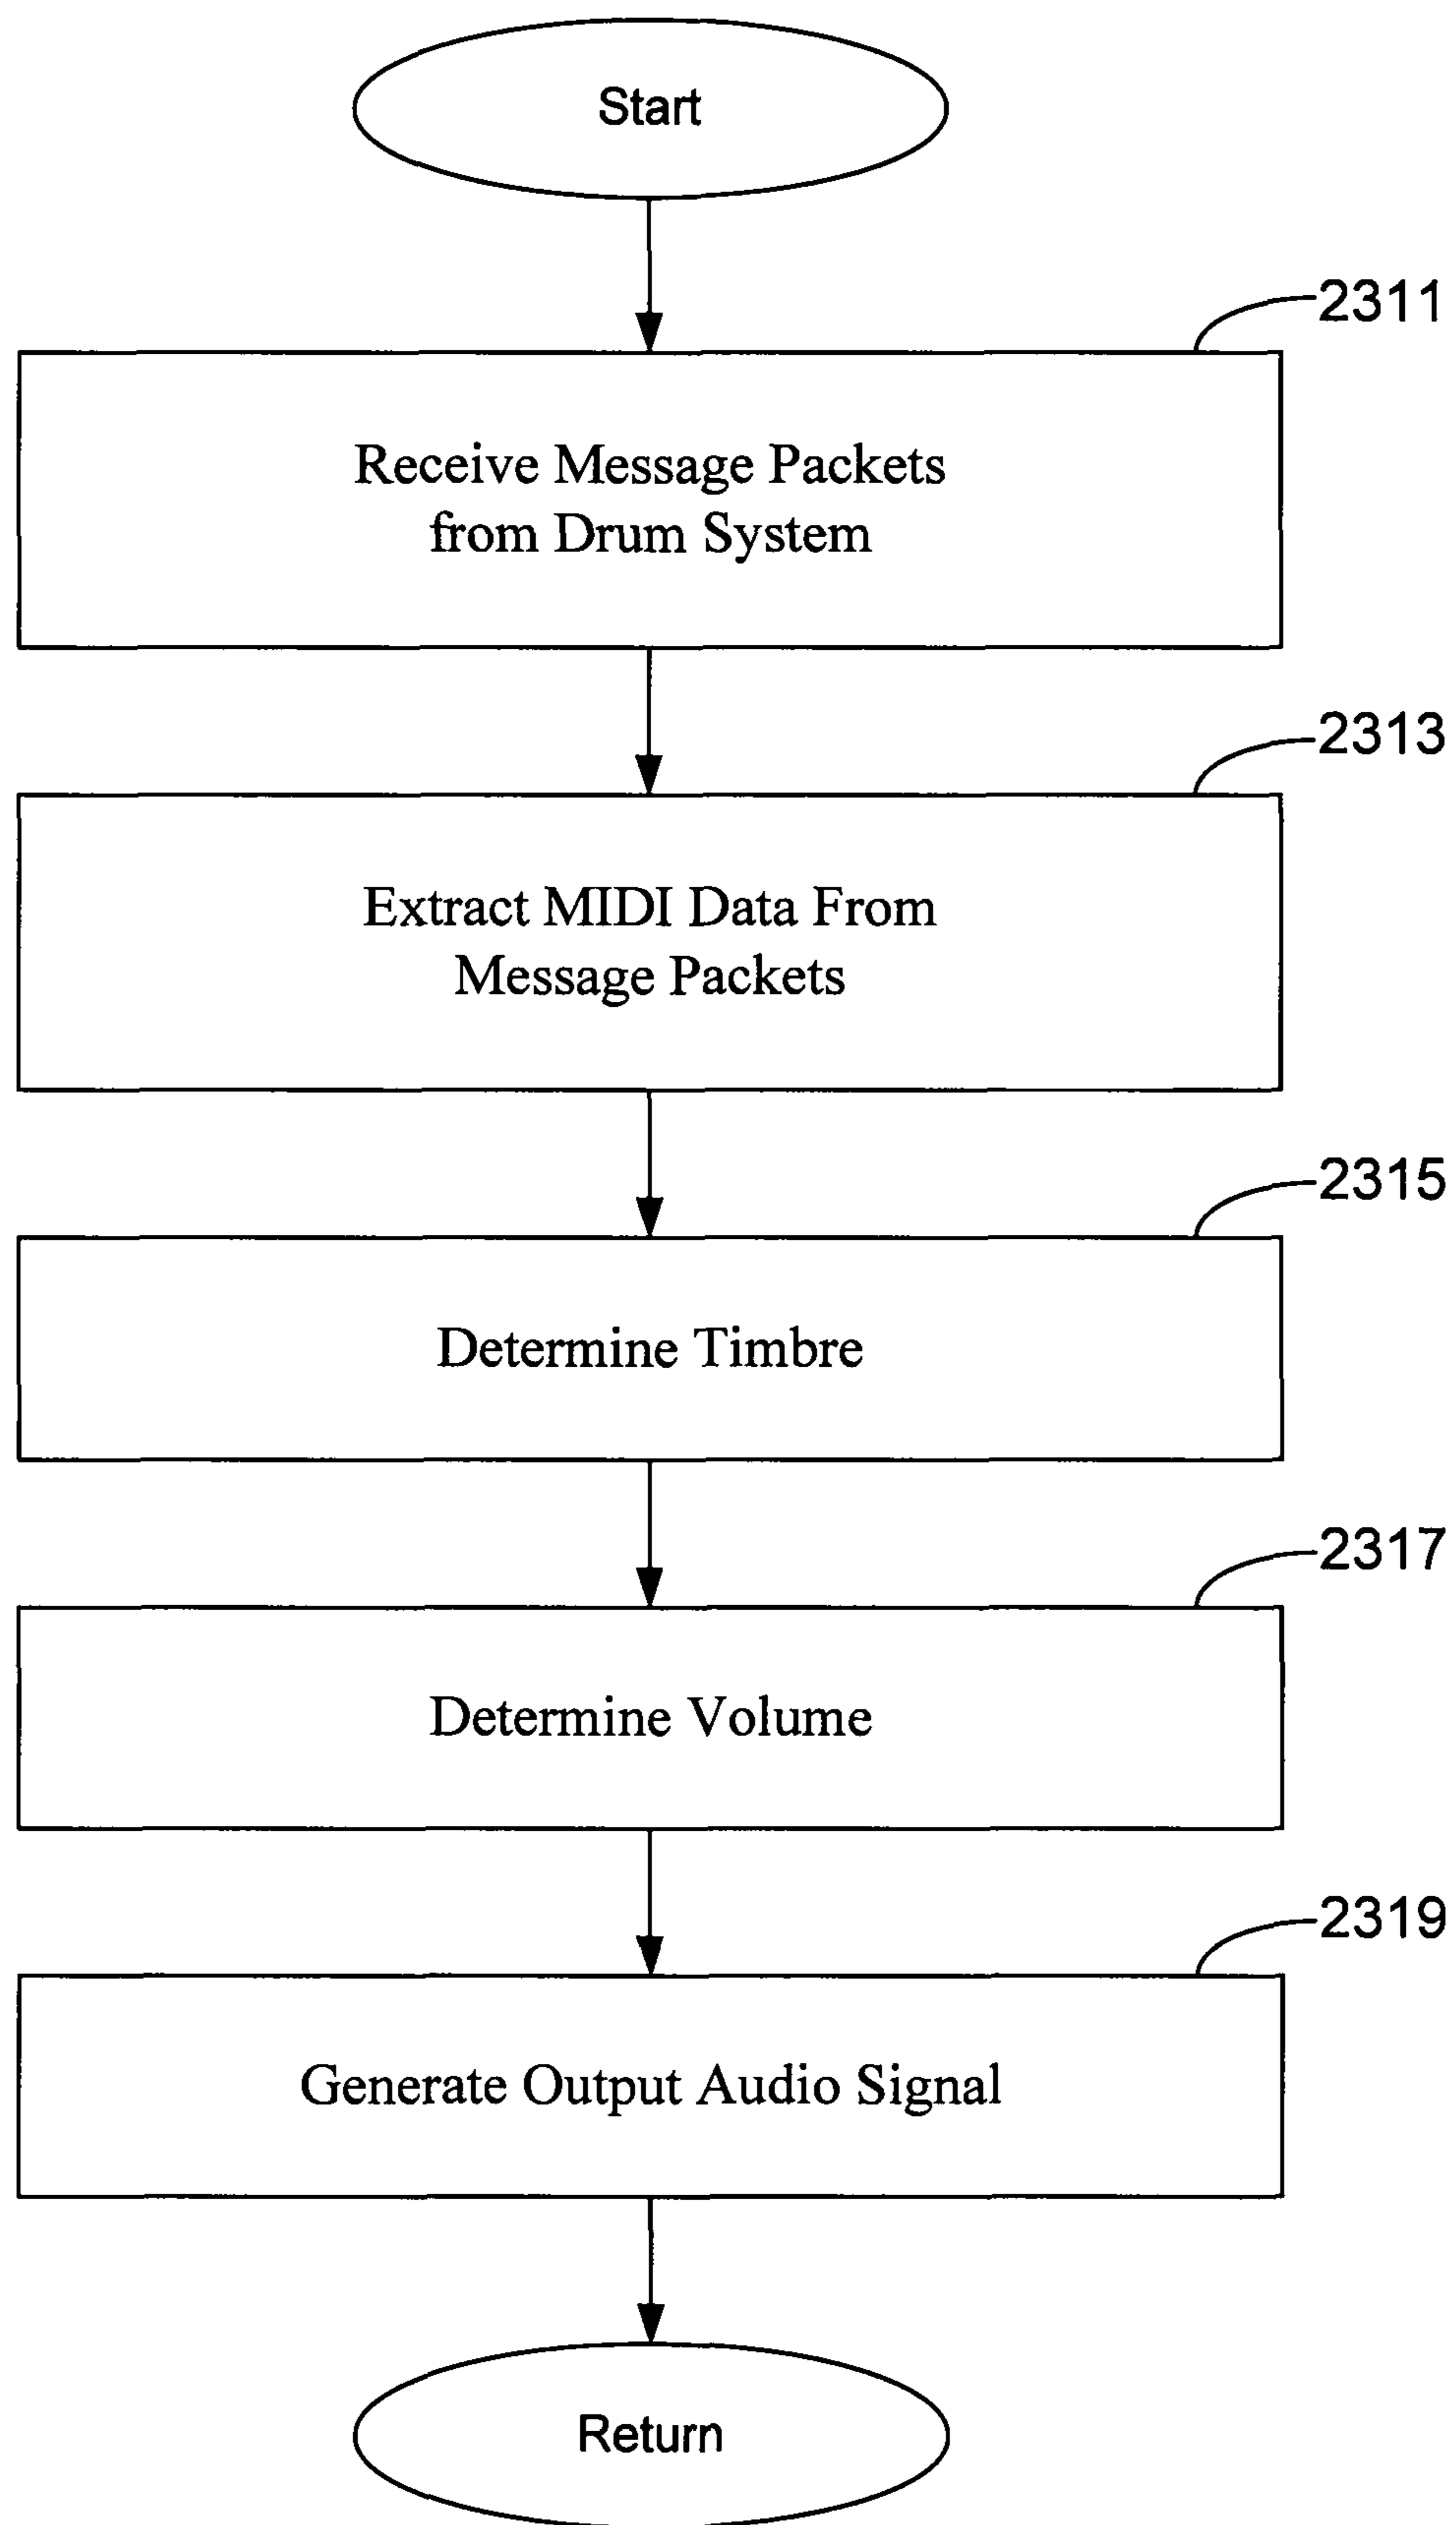 Start
2311
Receive Message Packets
from Drum System
2313
Extract MIDI Data From
Message Packets
2315
Determine Timbre
2317
Determine Volume
2319
Generate Output Audio Signal
Return